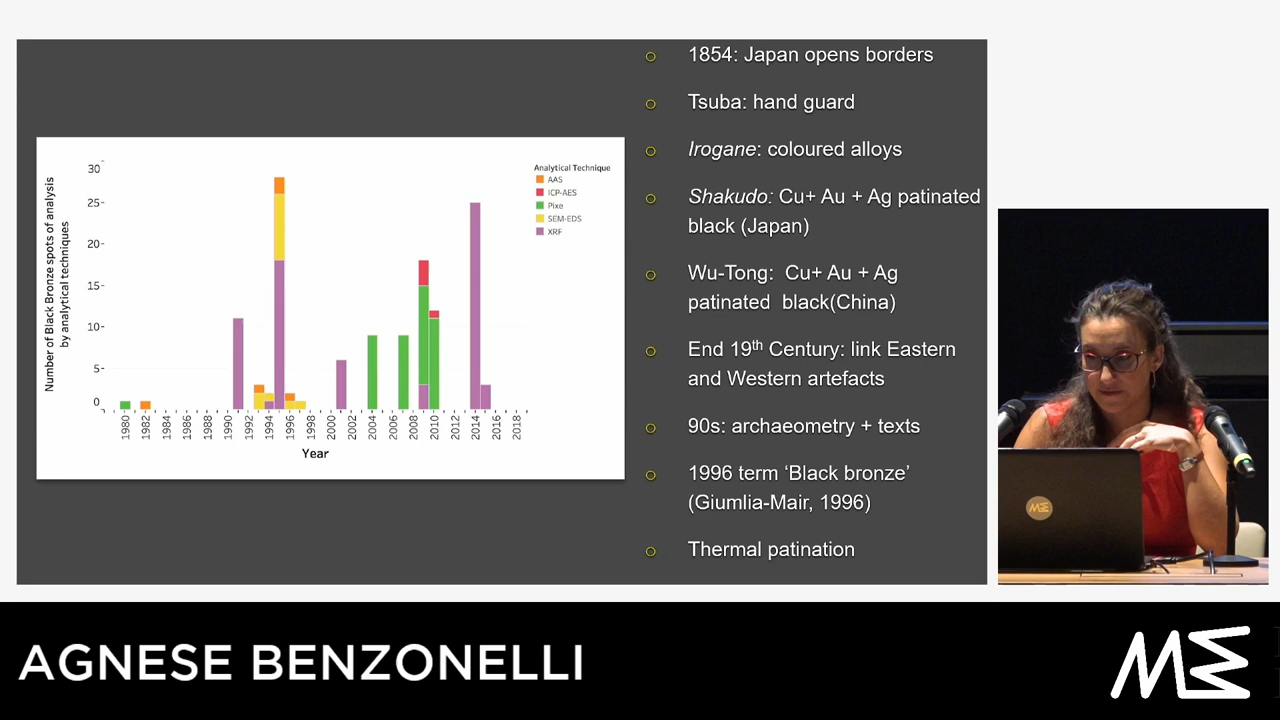 1854: Japan opens borders
Tsuba: hand guard
Irogane: coloured alloys
Shakudo: Cu+ Au + Ag patinated
black (Japan)
Wu-Tong: Cu+ Au + Ag
patinated black(China)
End 19th Century: link Eastern
and Western artefacts
90s: archaeometry + texts
1996 term ‘Black bronze’
(Giumlia-Mair, 1996)
Thermal patination
Number of Black Bronze spots of analysis
by analytical techniques
30
25
20
15
10
5
0
1980 1982 1984 1986 1988 1990 1992 1994 1996 1998 2000 2002 2004 2006 2008 2010 2012 2014 2016 2018
Year
Analytical Technique
AAS
ICP-AES
Pixe
SEM-EDS
XRF
ME
AGNESE BENZONELLI
ME